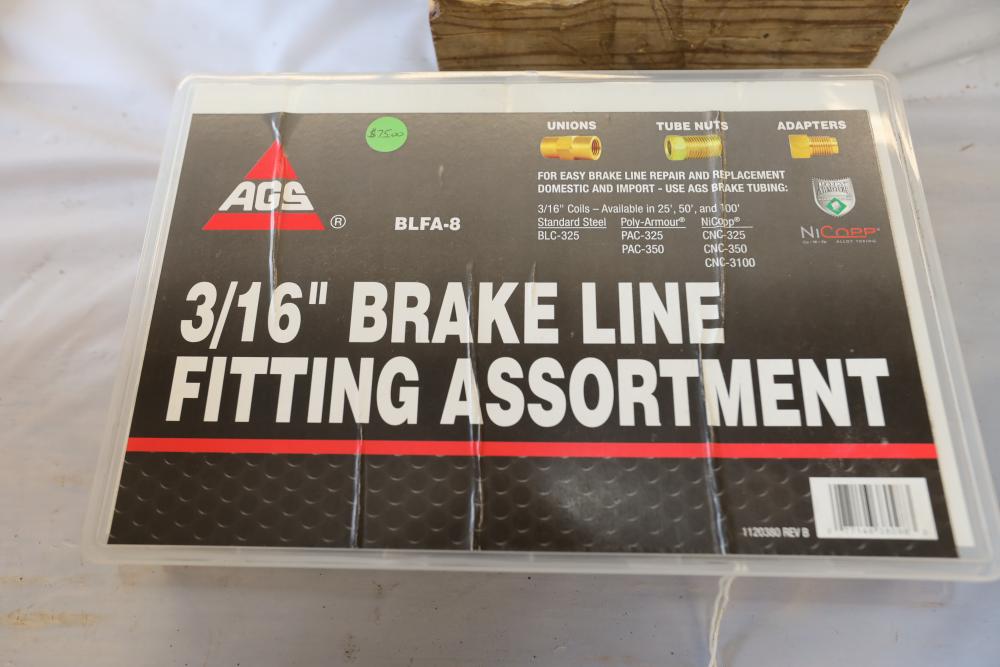 $75.00
UNIONS
TUBE NUTS
ADAPTERS
AGS
®
BLFA-8
FOR EASY BRAKE LINE REPAIR AND REPLACEMENT
DOMESTIC AND IMPORT - USE AGS BRAKE TUBING:
3/16" Coils – Available in 25', 50', and 100'
Standard Steel Poly-Armour® NiCopp®
BLC-325 PAC-325 CNC-325
PAC-350 CNC-350
CNC-3100
NiCOPP®
ALLOY TUBING
3/16" BRAKE LINE
FITTING ASSORTMENT
1120380 REV B